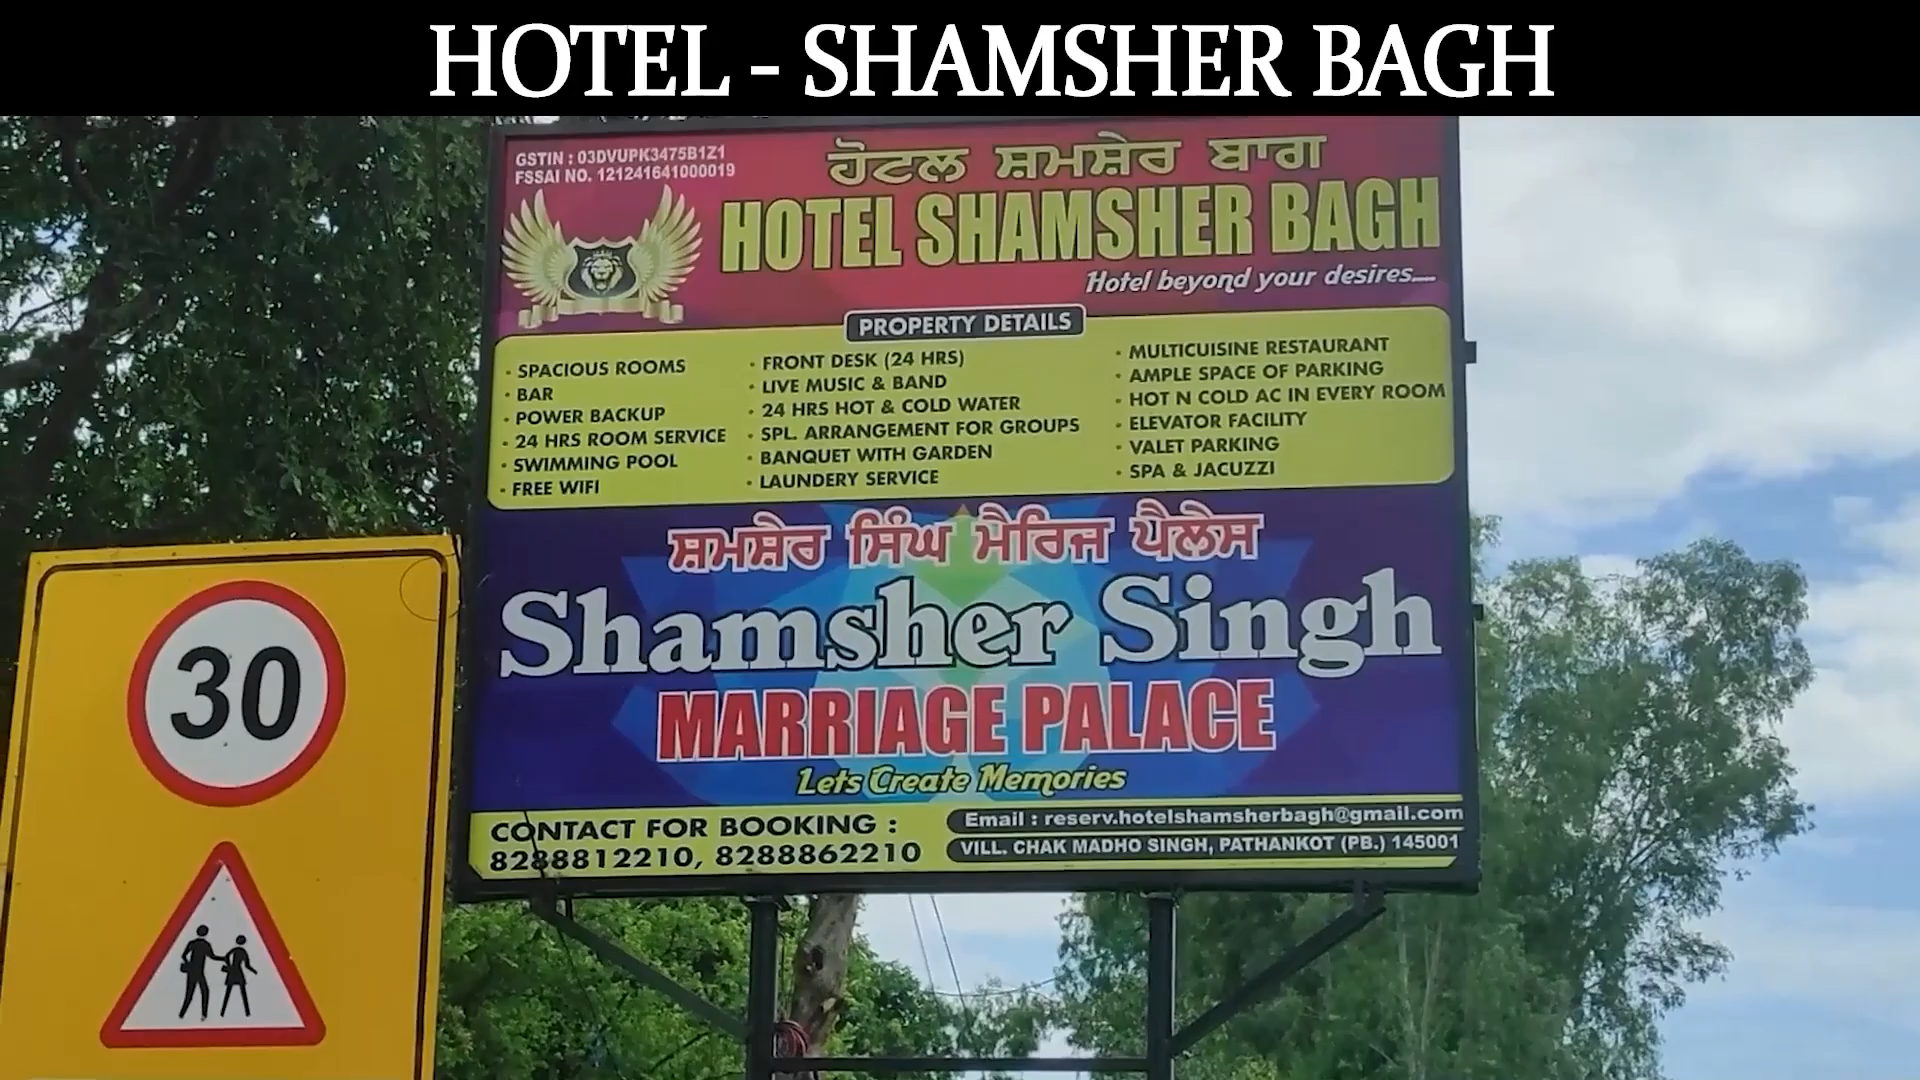 HOTEL - SHAMSHER BAGH
GSTIN : 03DVUPK3475B1Z1
FSSAI NO. 121241641000019
ਹੋਟਲ ਸ਼ਮਸ਼ੇਰ ਬਾਗ
HOTEL SHAMSHER BAGH
Hotel beyond your desires....
PROPERTY DETAILS
• SPACIOUS ROOMS
• BAR
• POWER BACKUP
• 24 HRS ROOM SERVICE
• SWIMMING POOL
• FREE WIFI
• FRONT DESK (24 HRS)
• LIVE MUSIC & BAND
• 24 HRS HOT & COLD WATER
• SPL. ARRANGEMENT FOR GROUPS
• BANQUET WITH GARDEN
• LAUNDERY SERVICE
• MULTICUISINE RESTAURANT
• AMPLE SPACE OF PARKING
• HOT N COLD AC IN EVERY ROOM
• ELEVATOR FACILITY
• VALET PARKING
• SPA & JACUZZI
ਸ਼ਮਸ਼ੇਰ ਸਿੰਘ ਮੈਰਿਜ ਪੈਲੇਸ
Shamsher Singh
MARRIAGE PALACE
Lets Create Memories
CONTACT FOR BOOKING :
8288812210, 8288862210
Email : reserv.hotelshamsherbagh@gmail.com
VILL. CHAK MADHO SINGH, PATHANKOT (PB.) 145001
30